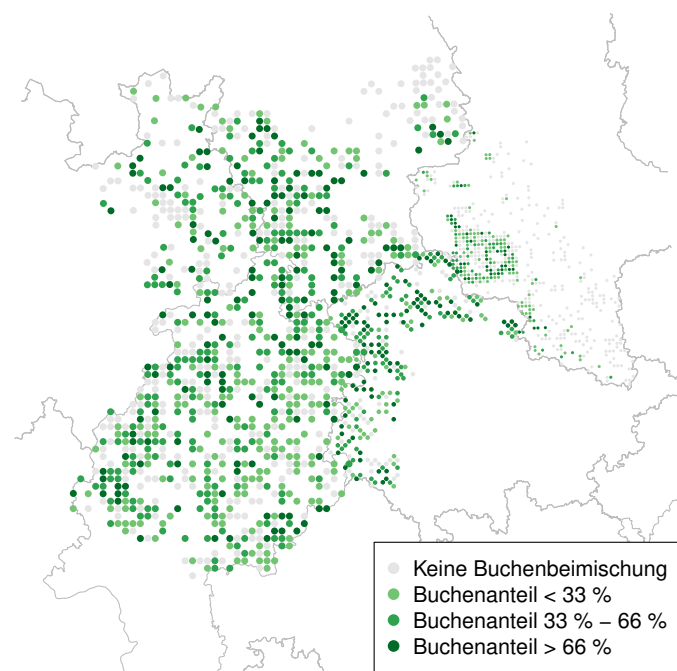 Keine Buchenbeimischung
Buchenanteil < 33 %
Buchenanteil 33 % – 66 %
Buchenanteil > 66 %